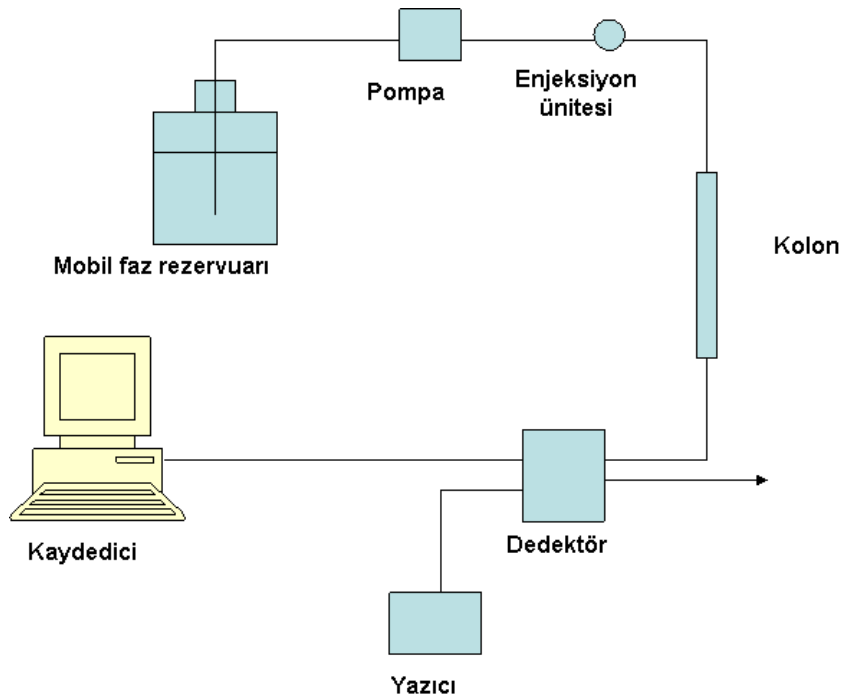 Pompa
Enjeksiyon
ünitesi
Mobil faz rezervuarı
Kolon
Kaydedici
Dedektör
Yazıcı